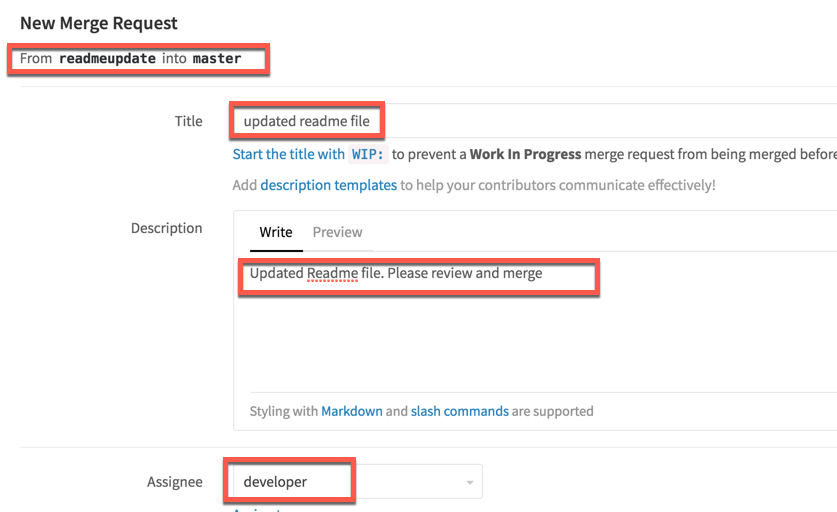 New Merge Request
From readmeupdate into master
Title
updated readme file
Start the title with WIP: to prevent a Work In Progress merge request from being merged before
Add description templates to help your contributors communicate effectively!
Description
Write Preview
Updated Readme file. Please review and merge
Styling with Markdown and slash commands are supported
Assignee
developer